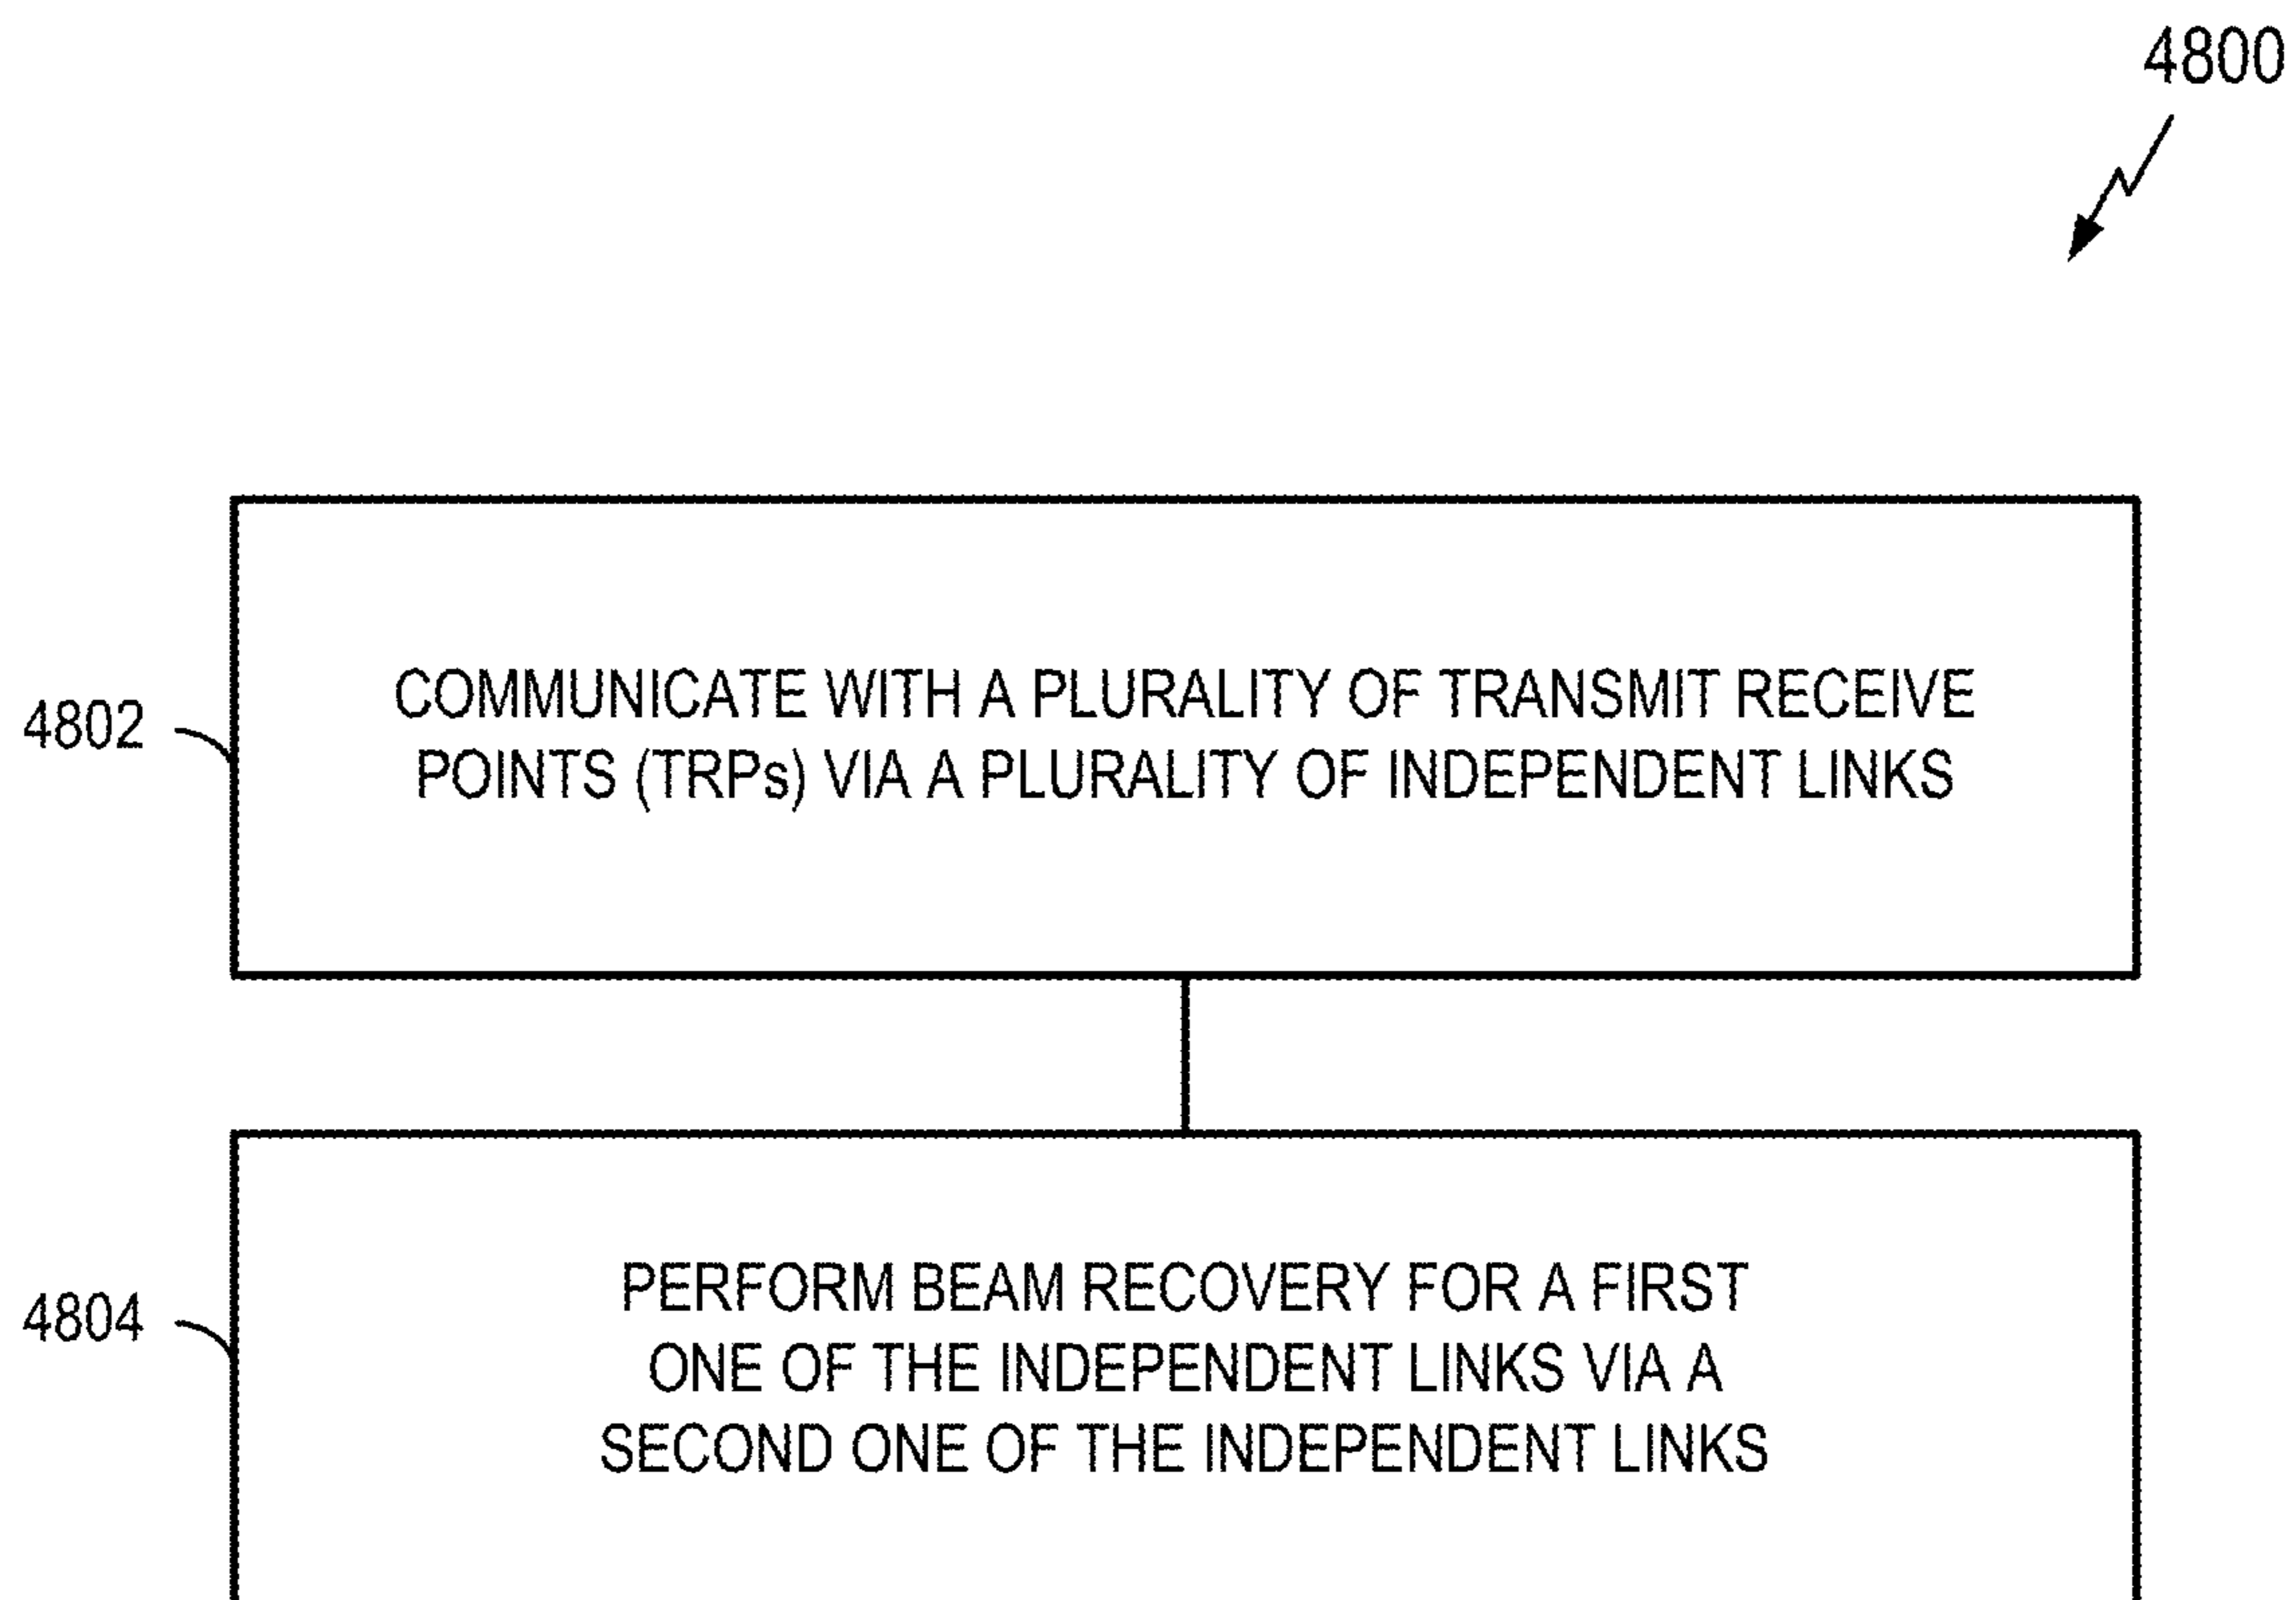 4800
4802
COMMUNICATE WITH A PLURALITY OF TRANSMIT RECEIVE
POINTS (TRPs) VIA A PLURALITY OF INDEPENDENT LINKS
4804
PERFORM BEAM RECOVERY FOR A FIRST
ONE OF THE INDEPENDENT LINKS VIA A
SECOND ONE OF THE INDEPENDENT LINKS